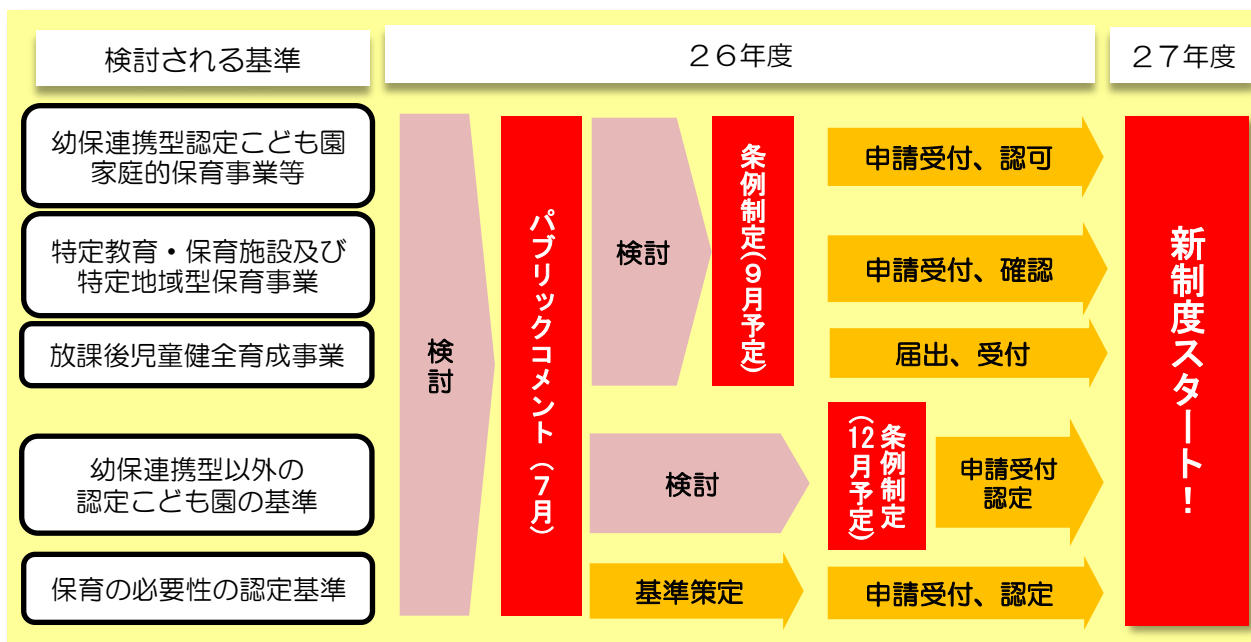 検討される基準
２６年度
２７年度
幼保連携型認定こども園
家庭的保育事業等
特定教育・保育施設及び
特定地域型保育事業
放課後児童健全育成事業
幼保連携型以外の
認定こども園の基準
保育の必要性の認定基準
検討
パブリックコメント（７月）
検討
条例制定(９月予定)
申請受付、認可
申請受付、確認
届出、受付
検討
条例制定
(12月予定)
申請受付
認定
基準策定
申請受付、認定
新制度スタート！